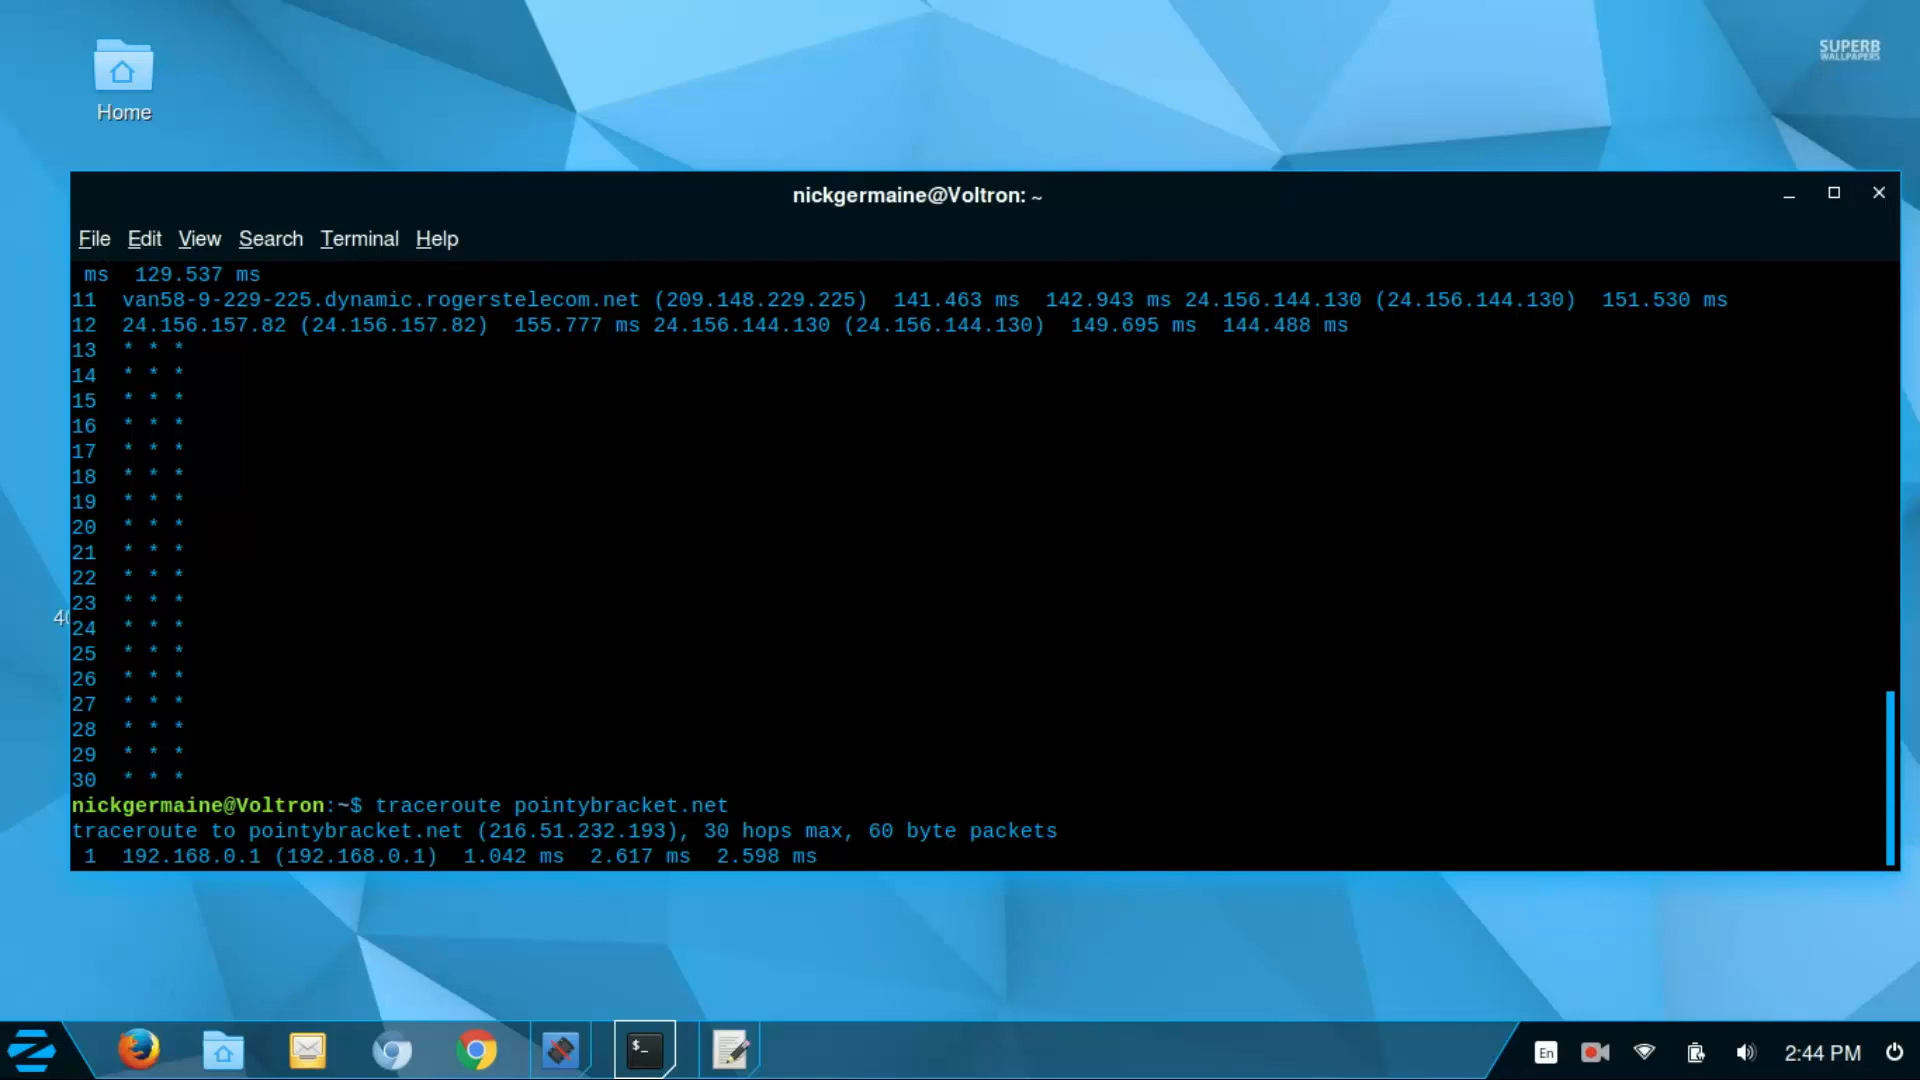 SUPERB
WALLPAPERS
Home
nickgermaine@Voltron: ~
File Edit View Search Terminal Help
ms 129.537 ms
11 van58-9-229-225.dynamic.rogerstelecom.net (209.148.229.225) 141.463 ms 142.943 ms 24.156.144.130 (24.156.144.130) 151.530 ms
12 24.156.157.82 (24.156.157.82) 155.777 ms 24.156.144.130 (24.156.144.130) 149.695 ms 144.488 ms
13 * * *
14 * * *
15 * * *
16 * * *
17 * * *
18 * * *
19 * * *
20 * * *
21 * * *
22 * * *
23 * * *
24 * * *
25 * * *
26 * * *
27 * * *
28 * * *
29 * * *
30 * * *
nickgermaine@Voltron:~$ traceroute pointybracket.net
traceroute to pointybracket.net (216.51.232.193), 30 hops max, 60 byte packets
1 192.168.0.1 (192.168.0.1) 1.042 ms 2.617 ms 2.598 ms
$_
En
2:44 PM